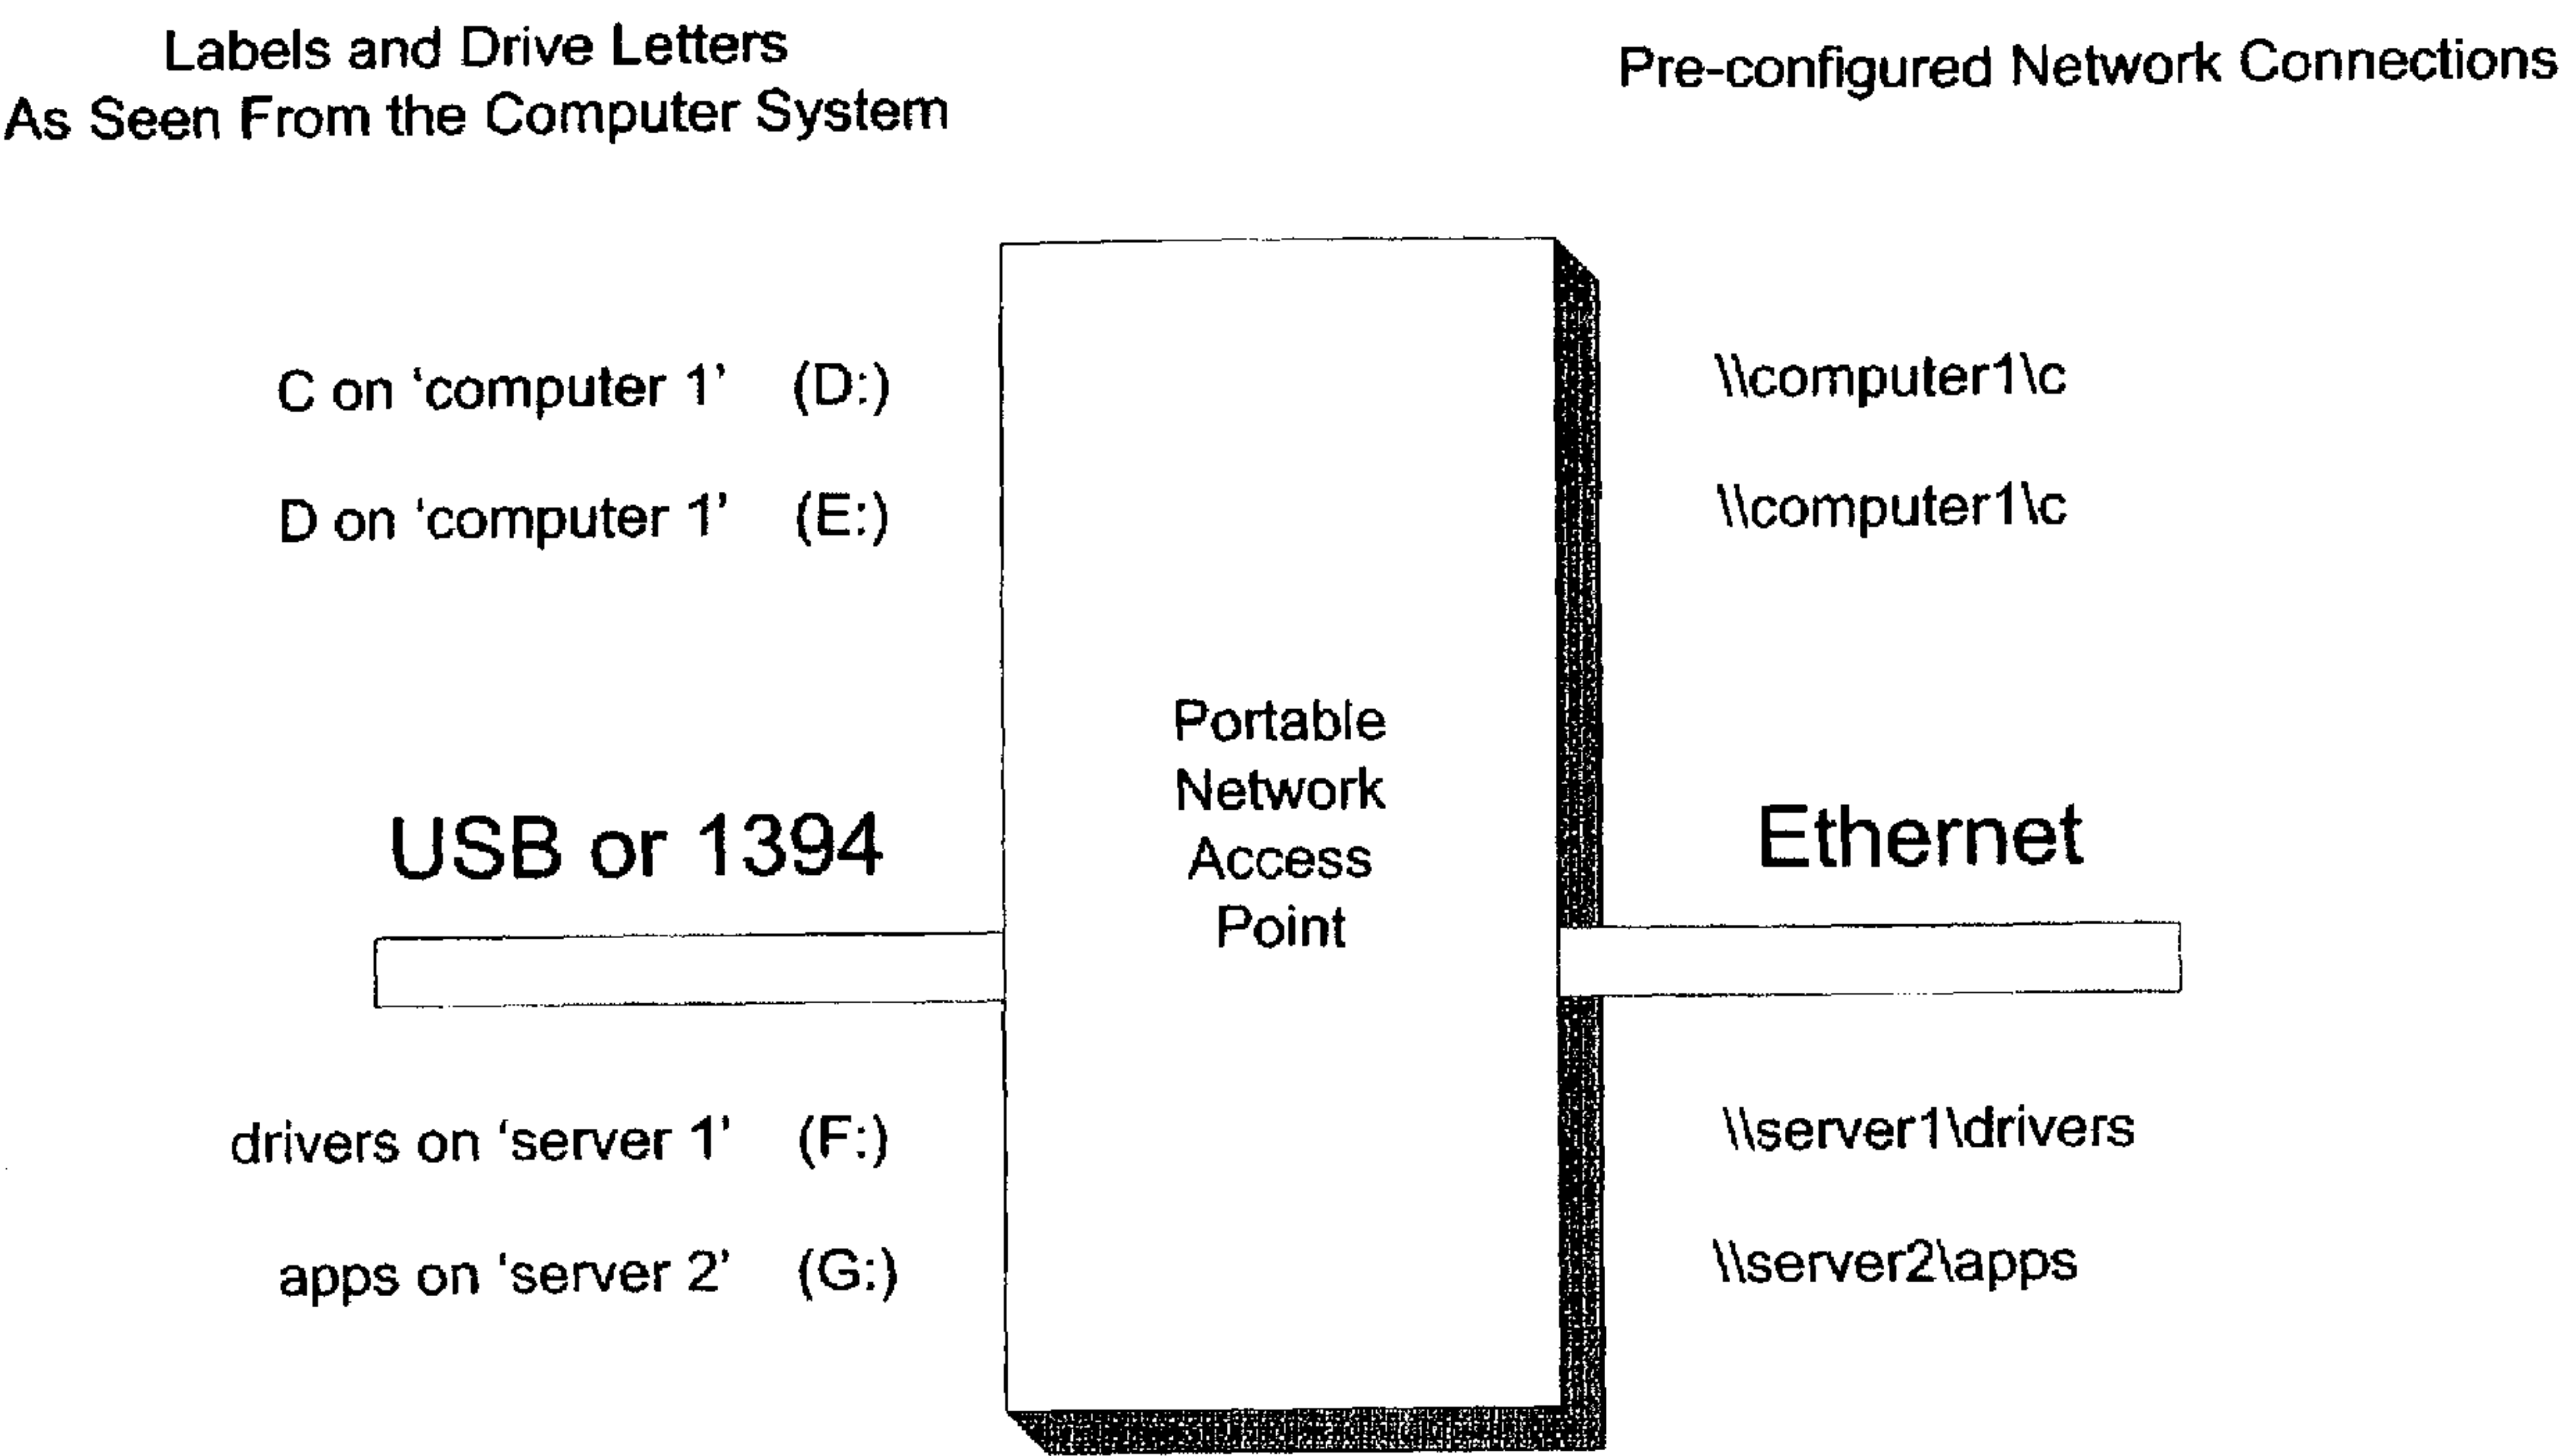 Labels and Drive Letters
As Seen From the Computer System
Pre-configured Network Connections
C on ‘computer 1’ (D:)
\\computer1\c
D on ‘computer 1’ (E:)
\\computer1\c
Portable
Network
Access
Point
USB or 1394
Ethernet
drivers on ‘server 1’ (F:)
\\server1\drivers
apps on ‘server 2’ (G:)
\\server2\apps